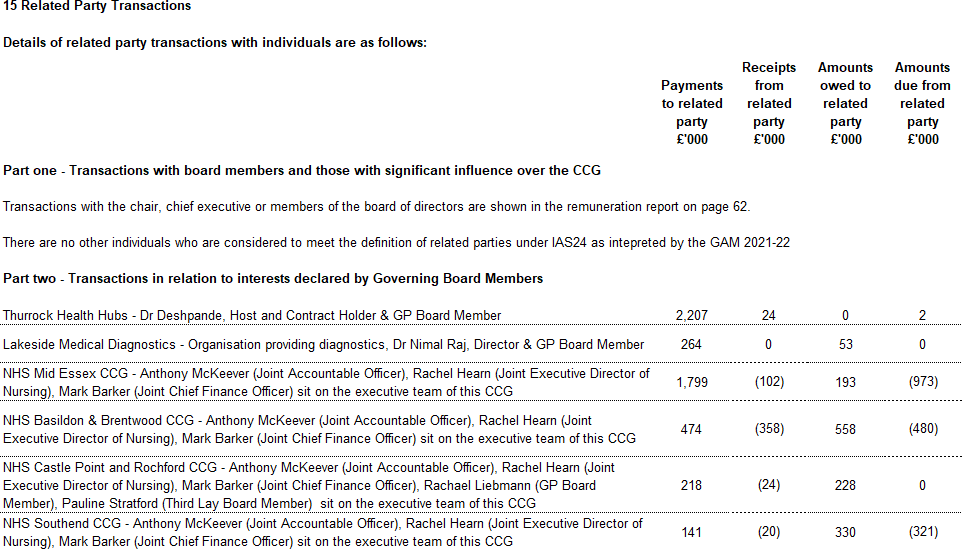 15 Related Party Transactions
Details of related party transactions with individuals are as follows:
Payments to related party £'000
Receipts from related party £'000
Amounts owed to related party £'000
Amounts due from related party £'000
Part one - Transactions with board members and those with significant influence over the CCG
Transactions with the chair, chief executive or members of the board of directors are shown in the remuneration report on page 62.
There are no other individuals who are considered to meet the definition of related parties under IAS24 as intepreted by the GAM 2021-22
Part two - Transactions in relation to interests declared by Governing Board Members
Thurrock Health Hubs - Dr Deshpande, Host and Contract Holder & GP Board Member 2,207 24 0 2
Lakeside Medical Diagnostics - Organisation providing diagnostics, Dr Nimal Raj, Director & GP Board Member 264 0 53 0
NHS Mid Essex CCG - Anthony McKeever (Joint Accountable Officer), Rachel Hearn (Joint Executive Director of
Nursing), Mark Barker (Joint Chief Finance Officer) sit on the executive team of this CCG 1,799 (102) 193 (973)
NHS Basildon & Brentwood CCG - Anthony McKeever (Joint Accountable Officer), Rachel Hearn (Joint
Executive Director of Nursing), Mark Barker (Joint Chief Finance Officer) sit on the executive team of this CCG 474 (358) 558 (480)
NHS Castle Point and Rochford CCG - Anthony McKeever (Joint Accountable Officer), Rachel Hearn (Joint
Executive Director of Nursing), Mark Barker (Joint Chief Finance Officer), Rachael Liebmann (GP Board 218 (24) 228 0
Member), Pauline Stratford (Third Lay Board Member) sit on the executive team of this CCG
NHS Southend CCG - Anthony McKeever (Joint Accountable Officer), Rachel Hearn (Joint Executive Director of
Nursing), Mark Barker (Joint Chief Finance Officer) sit on the executive team of this CCG 141 (20) 330 (321)